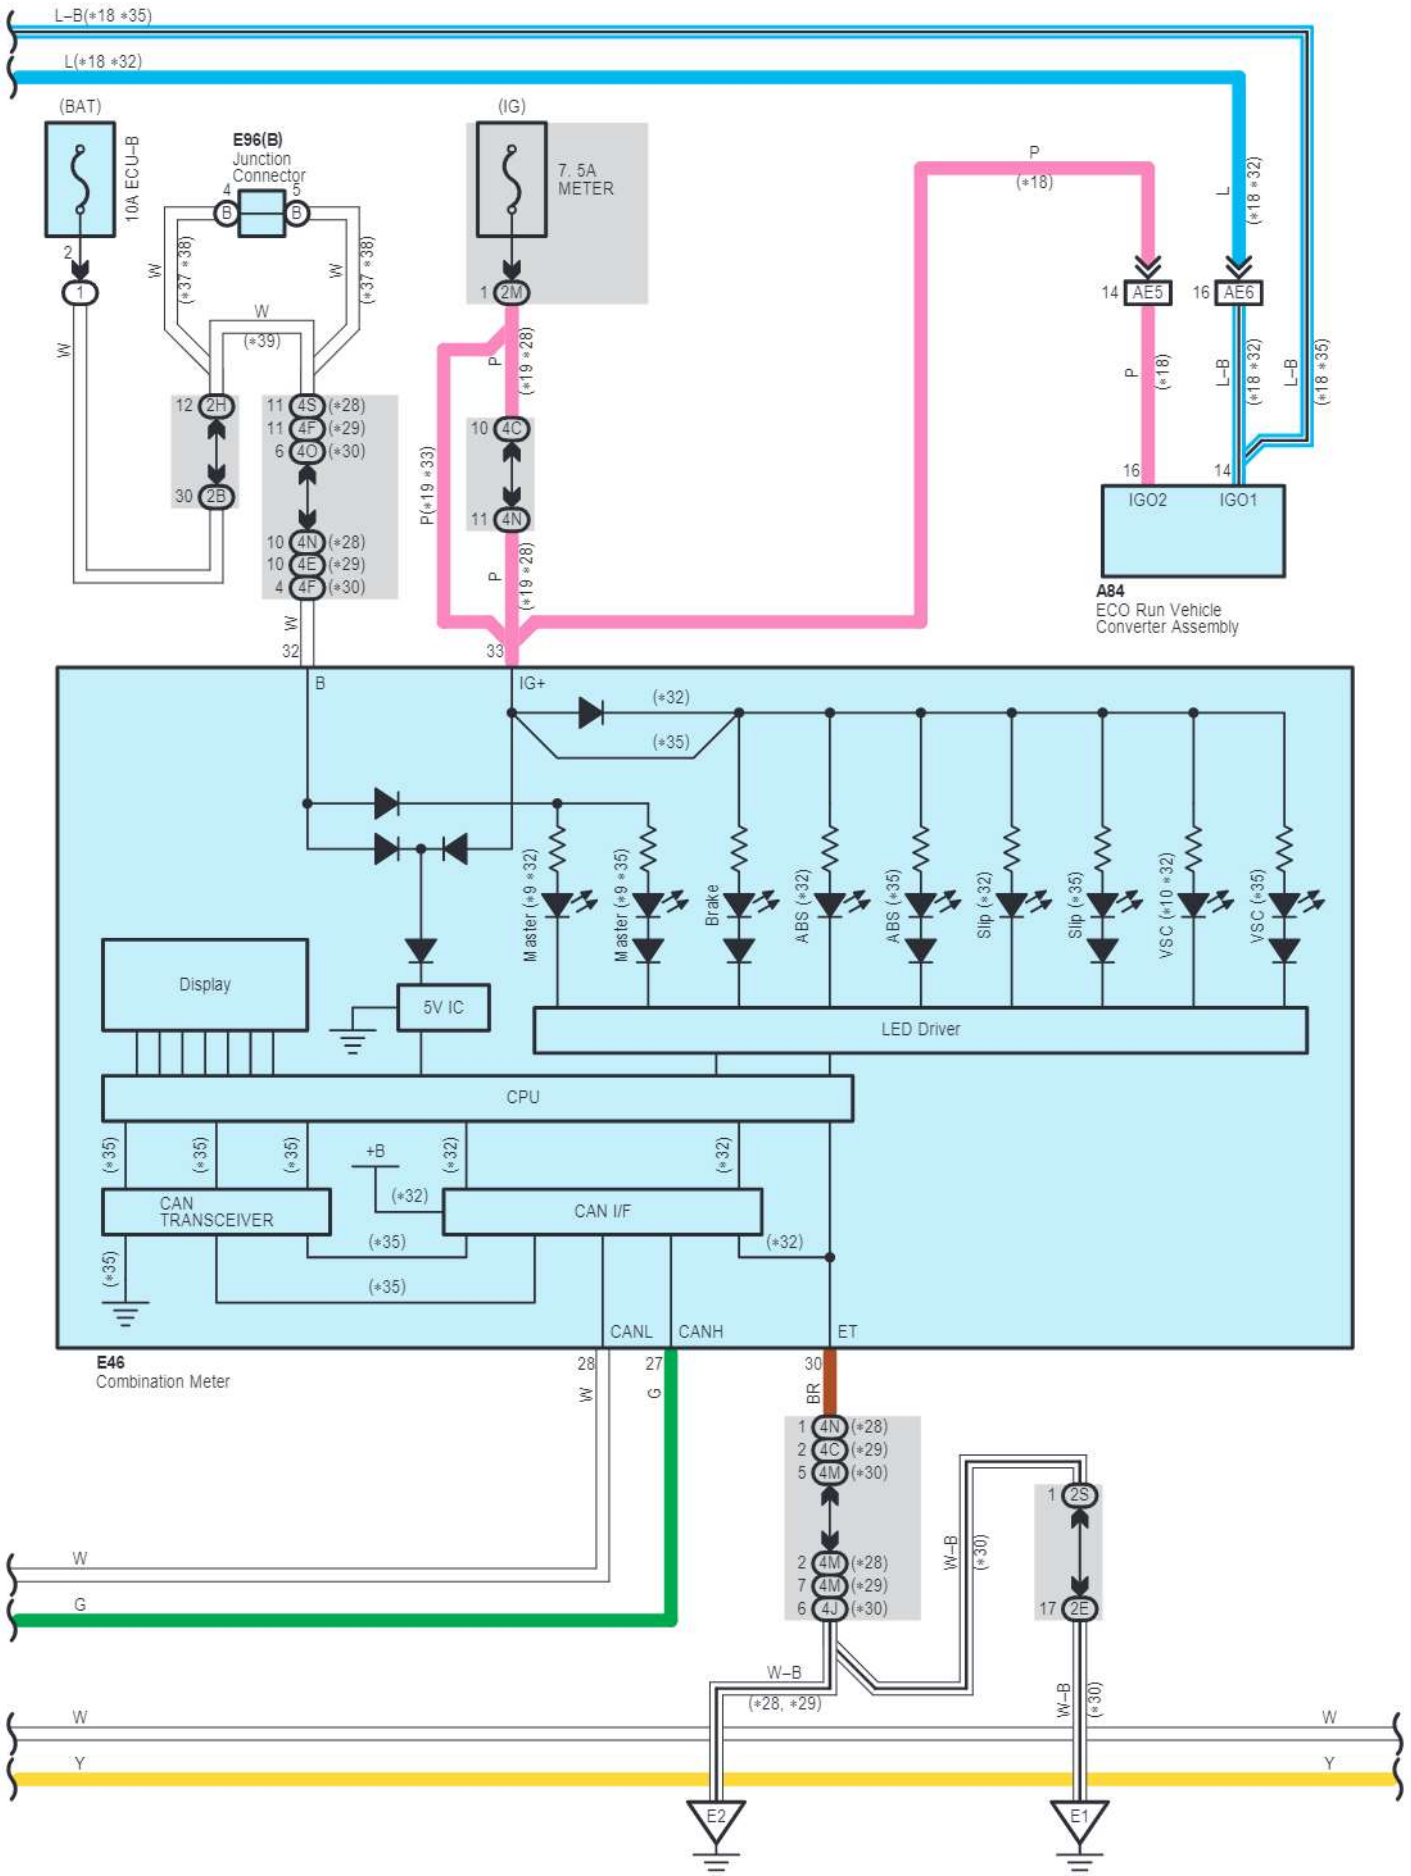 L–B(*18 *35)
L(*18 *32)
(BAT)
10A ECU–B
2
1
W
E96(B)
Junction
Connector
4
5
B
B
W
(*37 *38)
W
(*37 *38)
W
(*39)
12 2H
30 2B
11 4S (*28)
11 4F (*29)
6 4O (*30)
10 4N (*28)
10 4E (*29)
4 4F (*30)
W
32
(IG)
7. 5A
METER
1 2M
P
(*19 *28)
10 4C
11 4N
P(*19 *33)
P
(*19 *28)
33
P
(*18)
L
(*18 *32)
14 AE5
16 AE6
P
(*18)
L–B
(*18 *32)
L–B
(*18 *35)
16
14
IGO2
IGO1
A84
ECO Run Vehicle
Converter Assembly
B
IG+
(*32)
(*35)
Master (*9 *32)
Master (*9 *35)
Brake
ABS (*32)
ABS (*35)
Slip (*32)
Slip (*35)
VSC (*10 *32)
VSC (*35)
Display
5V IC
LED Driver
CPU
(*35)
(*35)
(*35)
+B
(*32)
(*32)
(*32)
CAN
TRANSCEIVER
CAN I/F
(*35)
(*35)
(*35)
(*32)
CANL
CANH
ET
E46
Combination Meter
28
27
30
W
G
BR
1 4N (*28)
2 4C (*29)
5 4M (*30)
2 4M (*28)
7 4M (*29)
6 4J (*30)
W–B
(*30)
1 2S
17 2E
W
G
W–B
(*28, *29)
W–B
(*30)
W
W
Y
Y
E2
E1